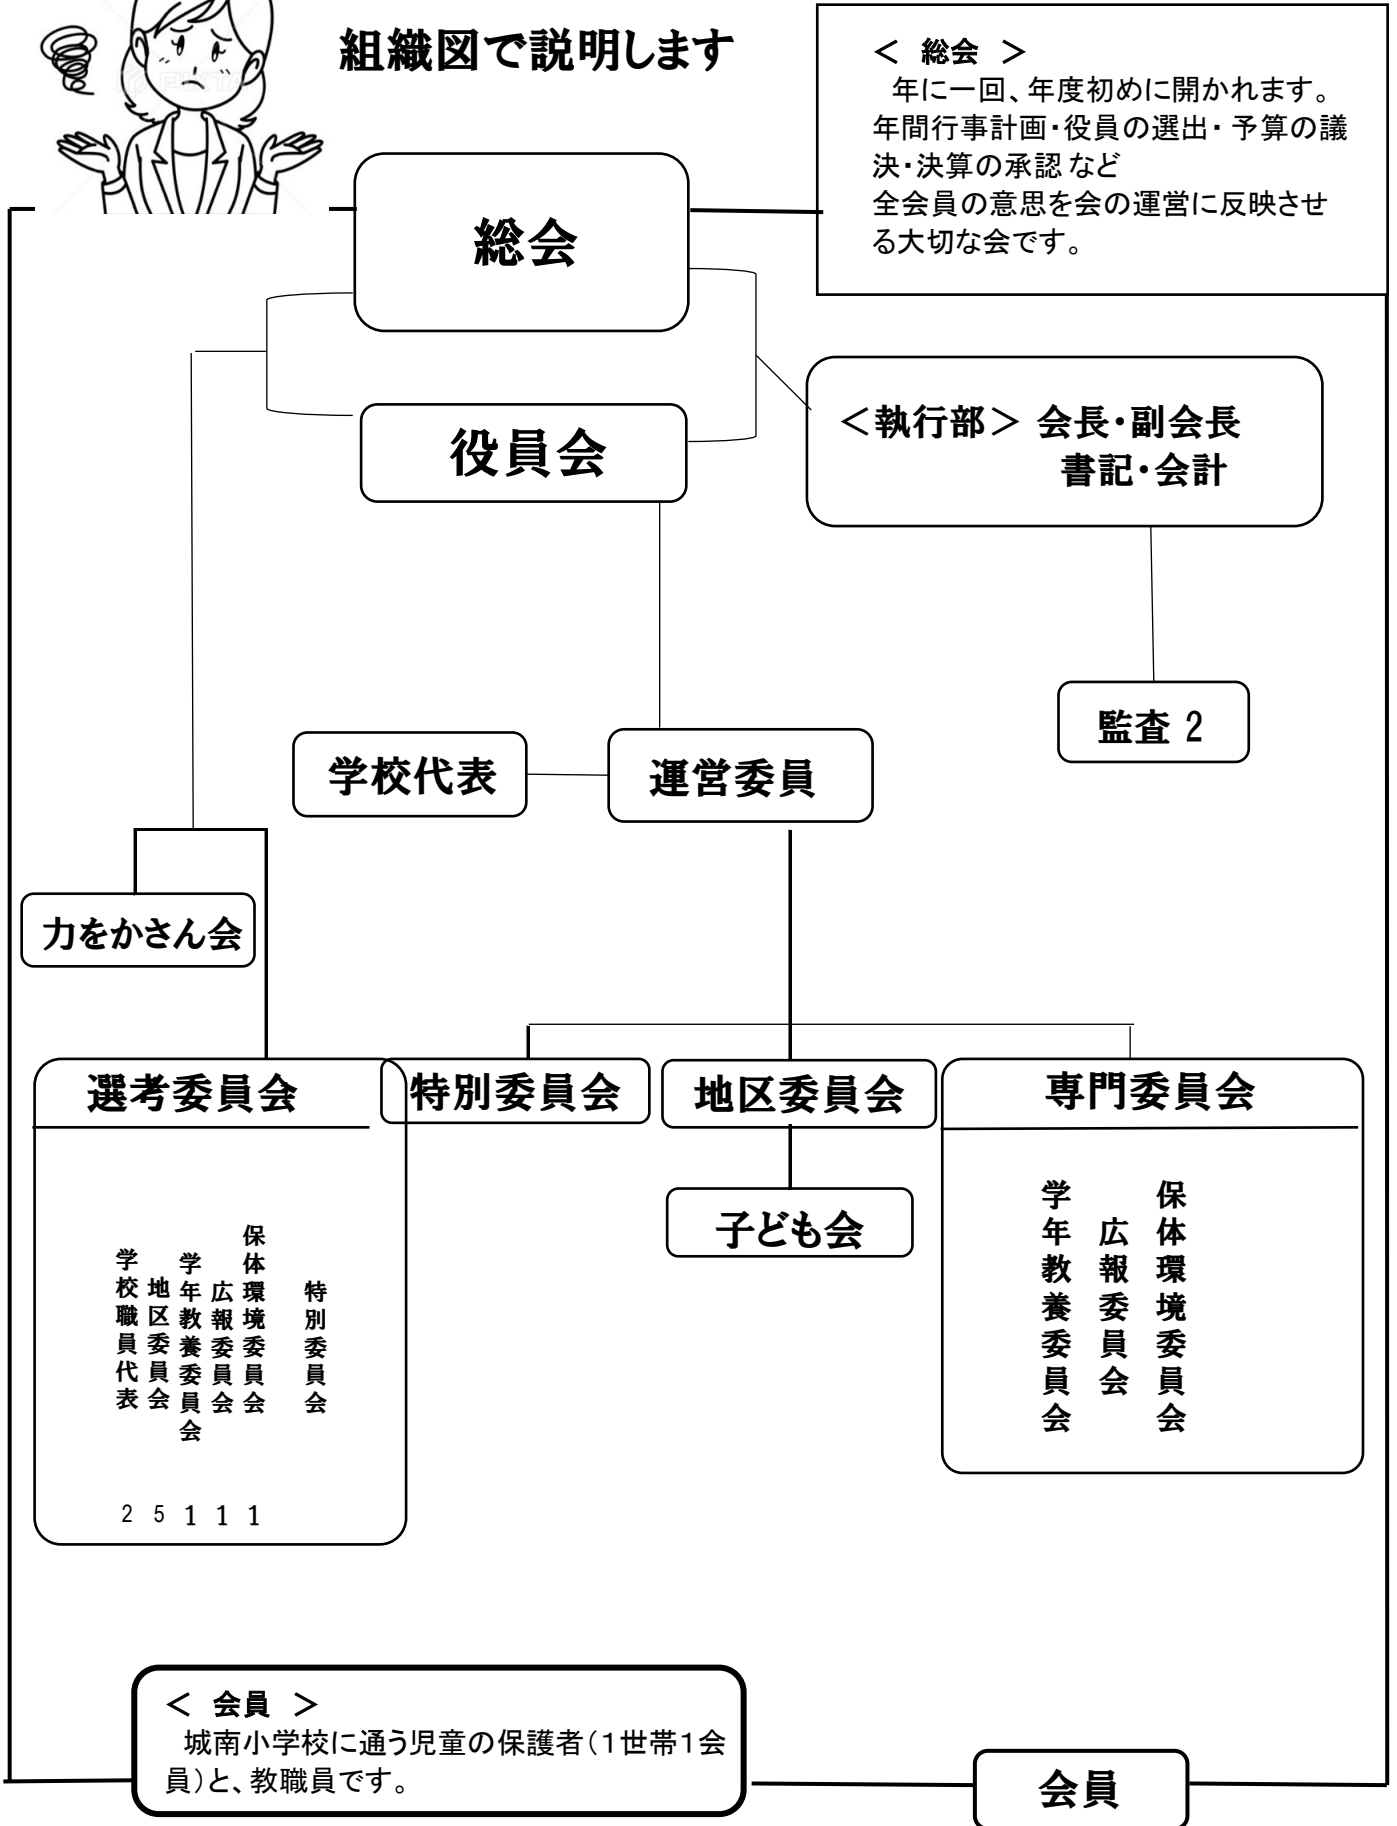 組織図で説明します
＜ 総会 ＞
年に一回、年度初めに開かれます。
年間行事計画・役員の選出・予算の議
決・決算の承認など
全会員の意思を会の運営に反映させ
る大切な会です。
総会
役員会
＜執行部＞ 会長・副会長
書記・会計
監査 2
学校代表
運営委員
力をかさん会
選考委員会
特別委員会
地区委員会
専門委員会
子ども会
学校職員代表 2
地区委員会 5
学年教養委員会 1
広報委員会 1
保体環境委員会 1
特別委員会
学年教養委員会
広報委員会
保体環境委員会
＜ 会員 ＞
城南小学校に通う児童の保護者（１世帯１会
員）と、教職員です。
会員